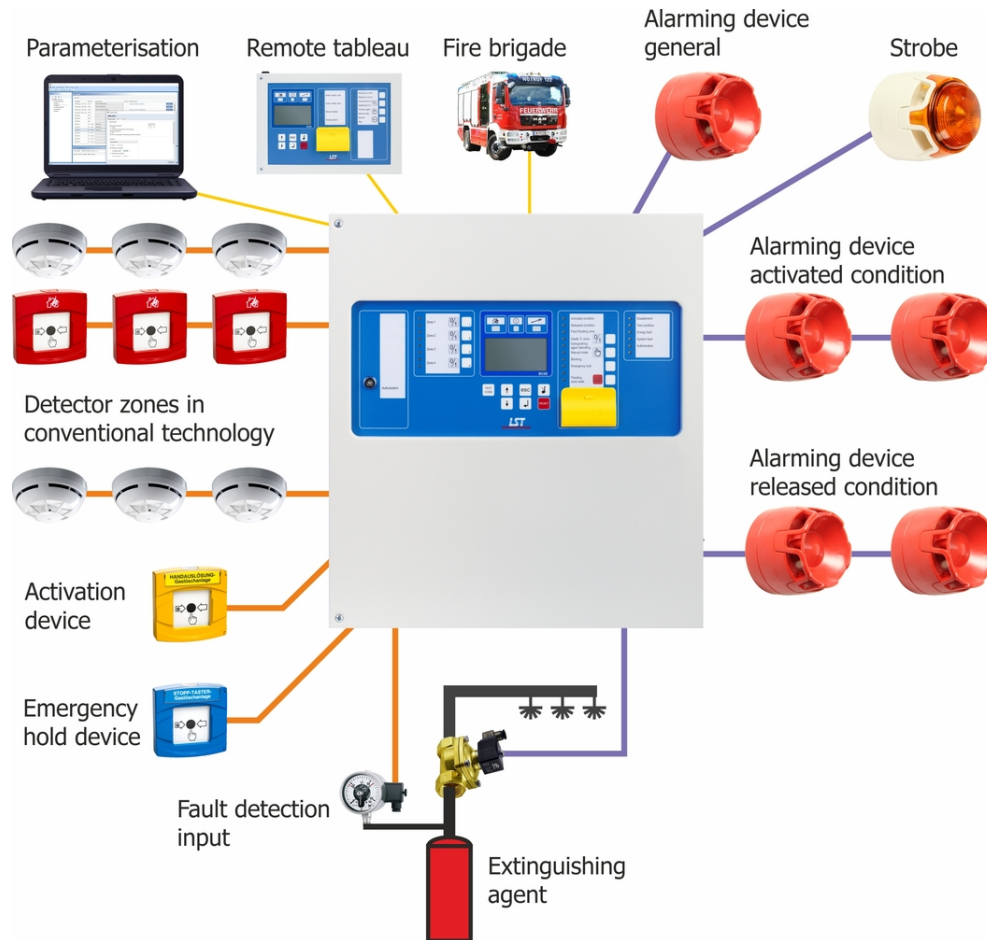 Parameterisation
Remote tableau
Fire brigade
Alarming device
general
Strobe
FEUERWEHR
LST
Alarming device
activated condition
Detector zones in
conventional technology
LST
Alarming device
released condition
Activation
device
HANDAUSLÖSUNG-
Gaslöschanlage
Emergency
hold device
STOPP-TASTER-
Gaslöschanlage
Fault detection
input
Extinguishing
agent